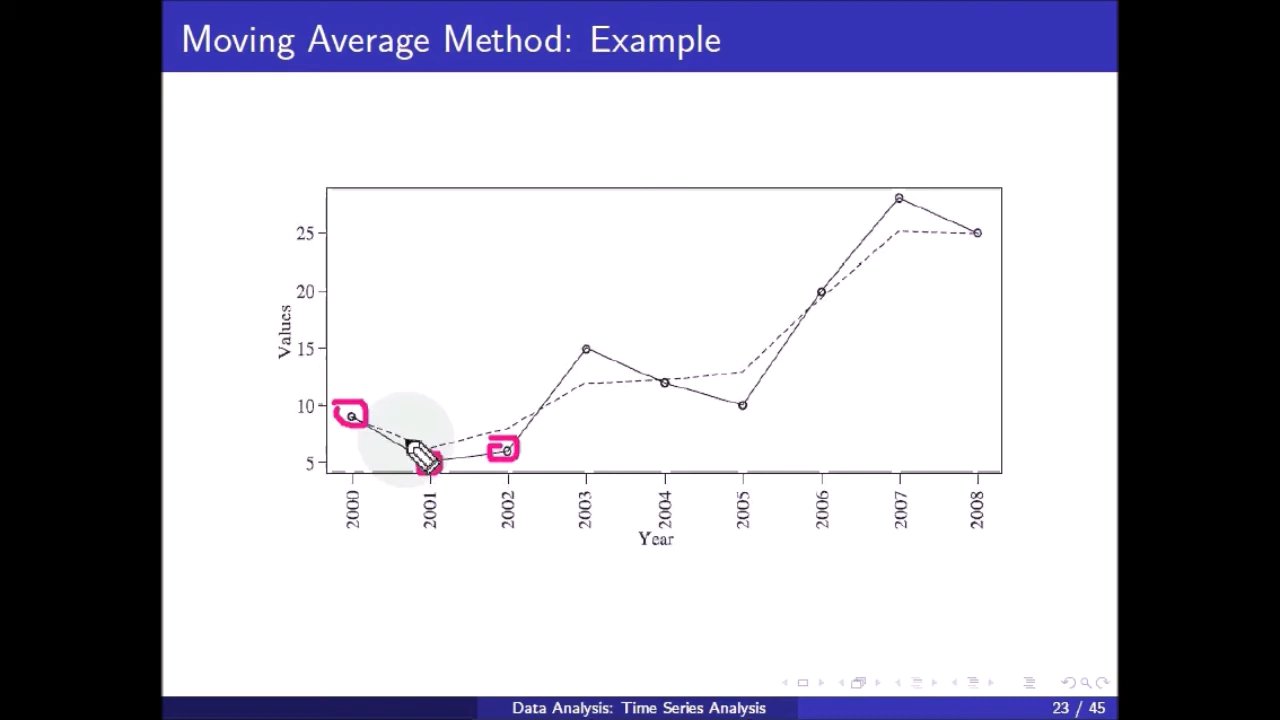 Moving Average Method: Example
25
20
15
10
5
Values
2000
2001
2002
2003
2004
2005
2006
2007
2008
Year
Data Analysis: Time Series Analysis
23 / 45